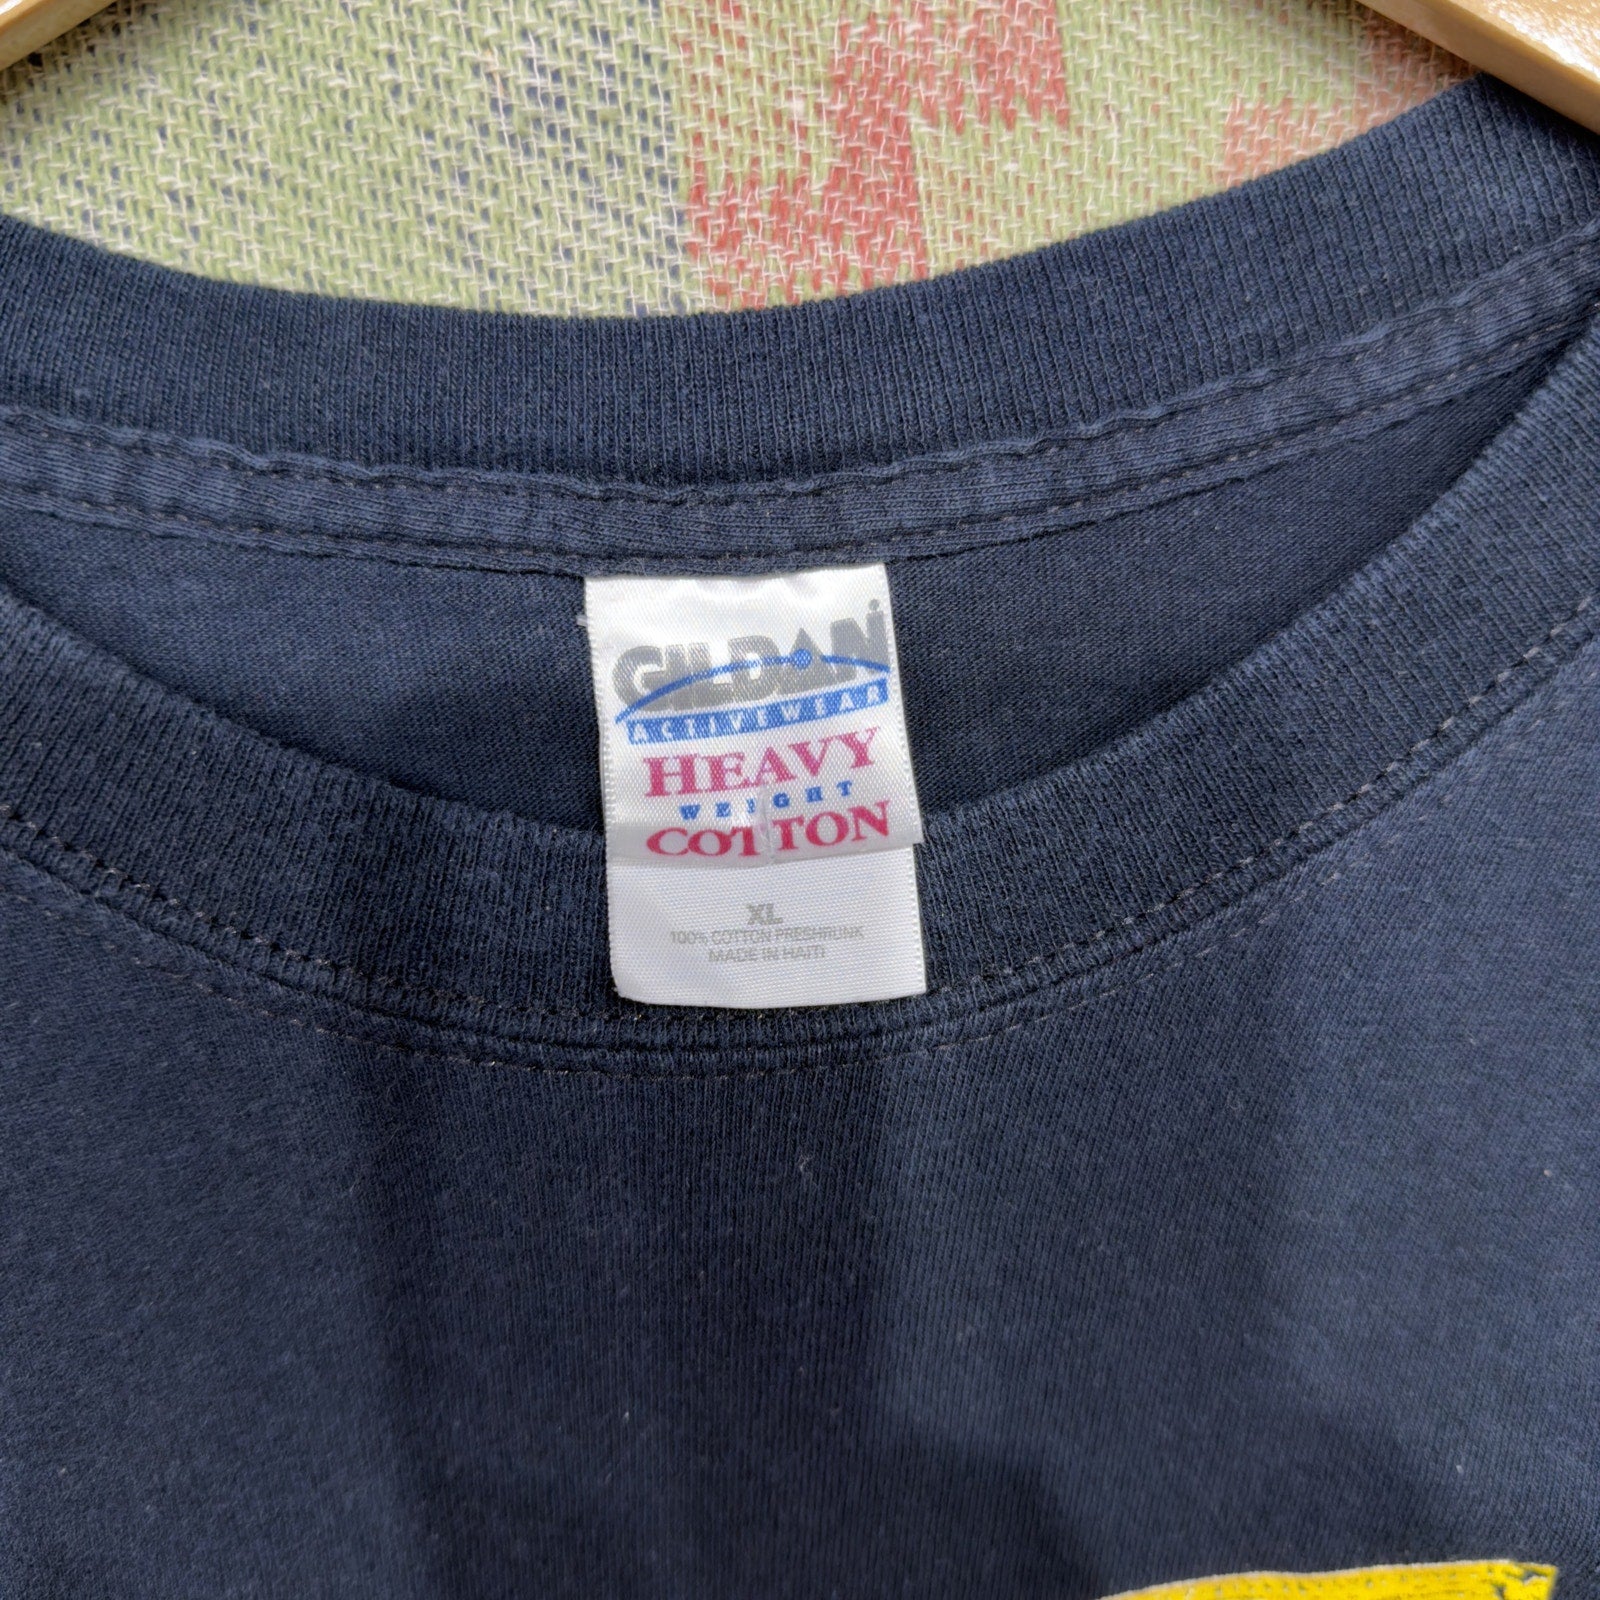 GILDAN
ACTIVEWEAR
HEAVY
WEIGHT
COTTON
XL
100% COTTON PRESHRUNK
MADE IN HAITI